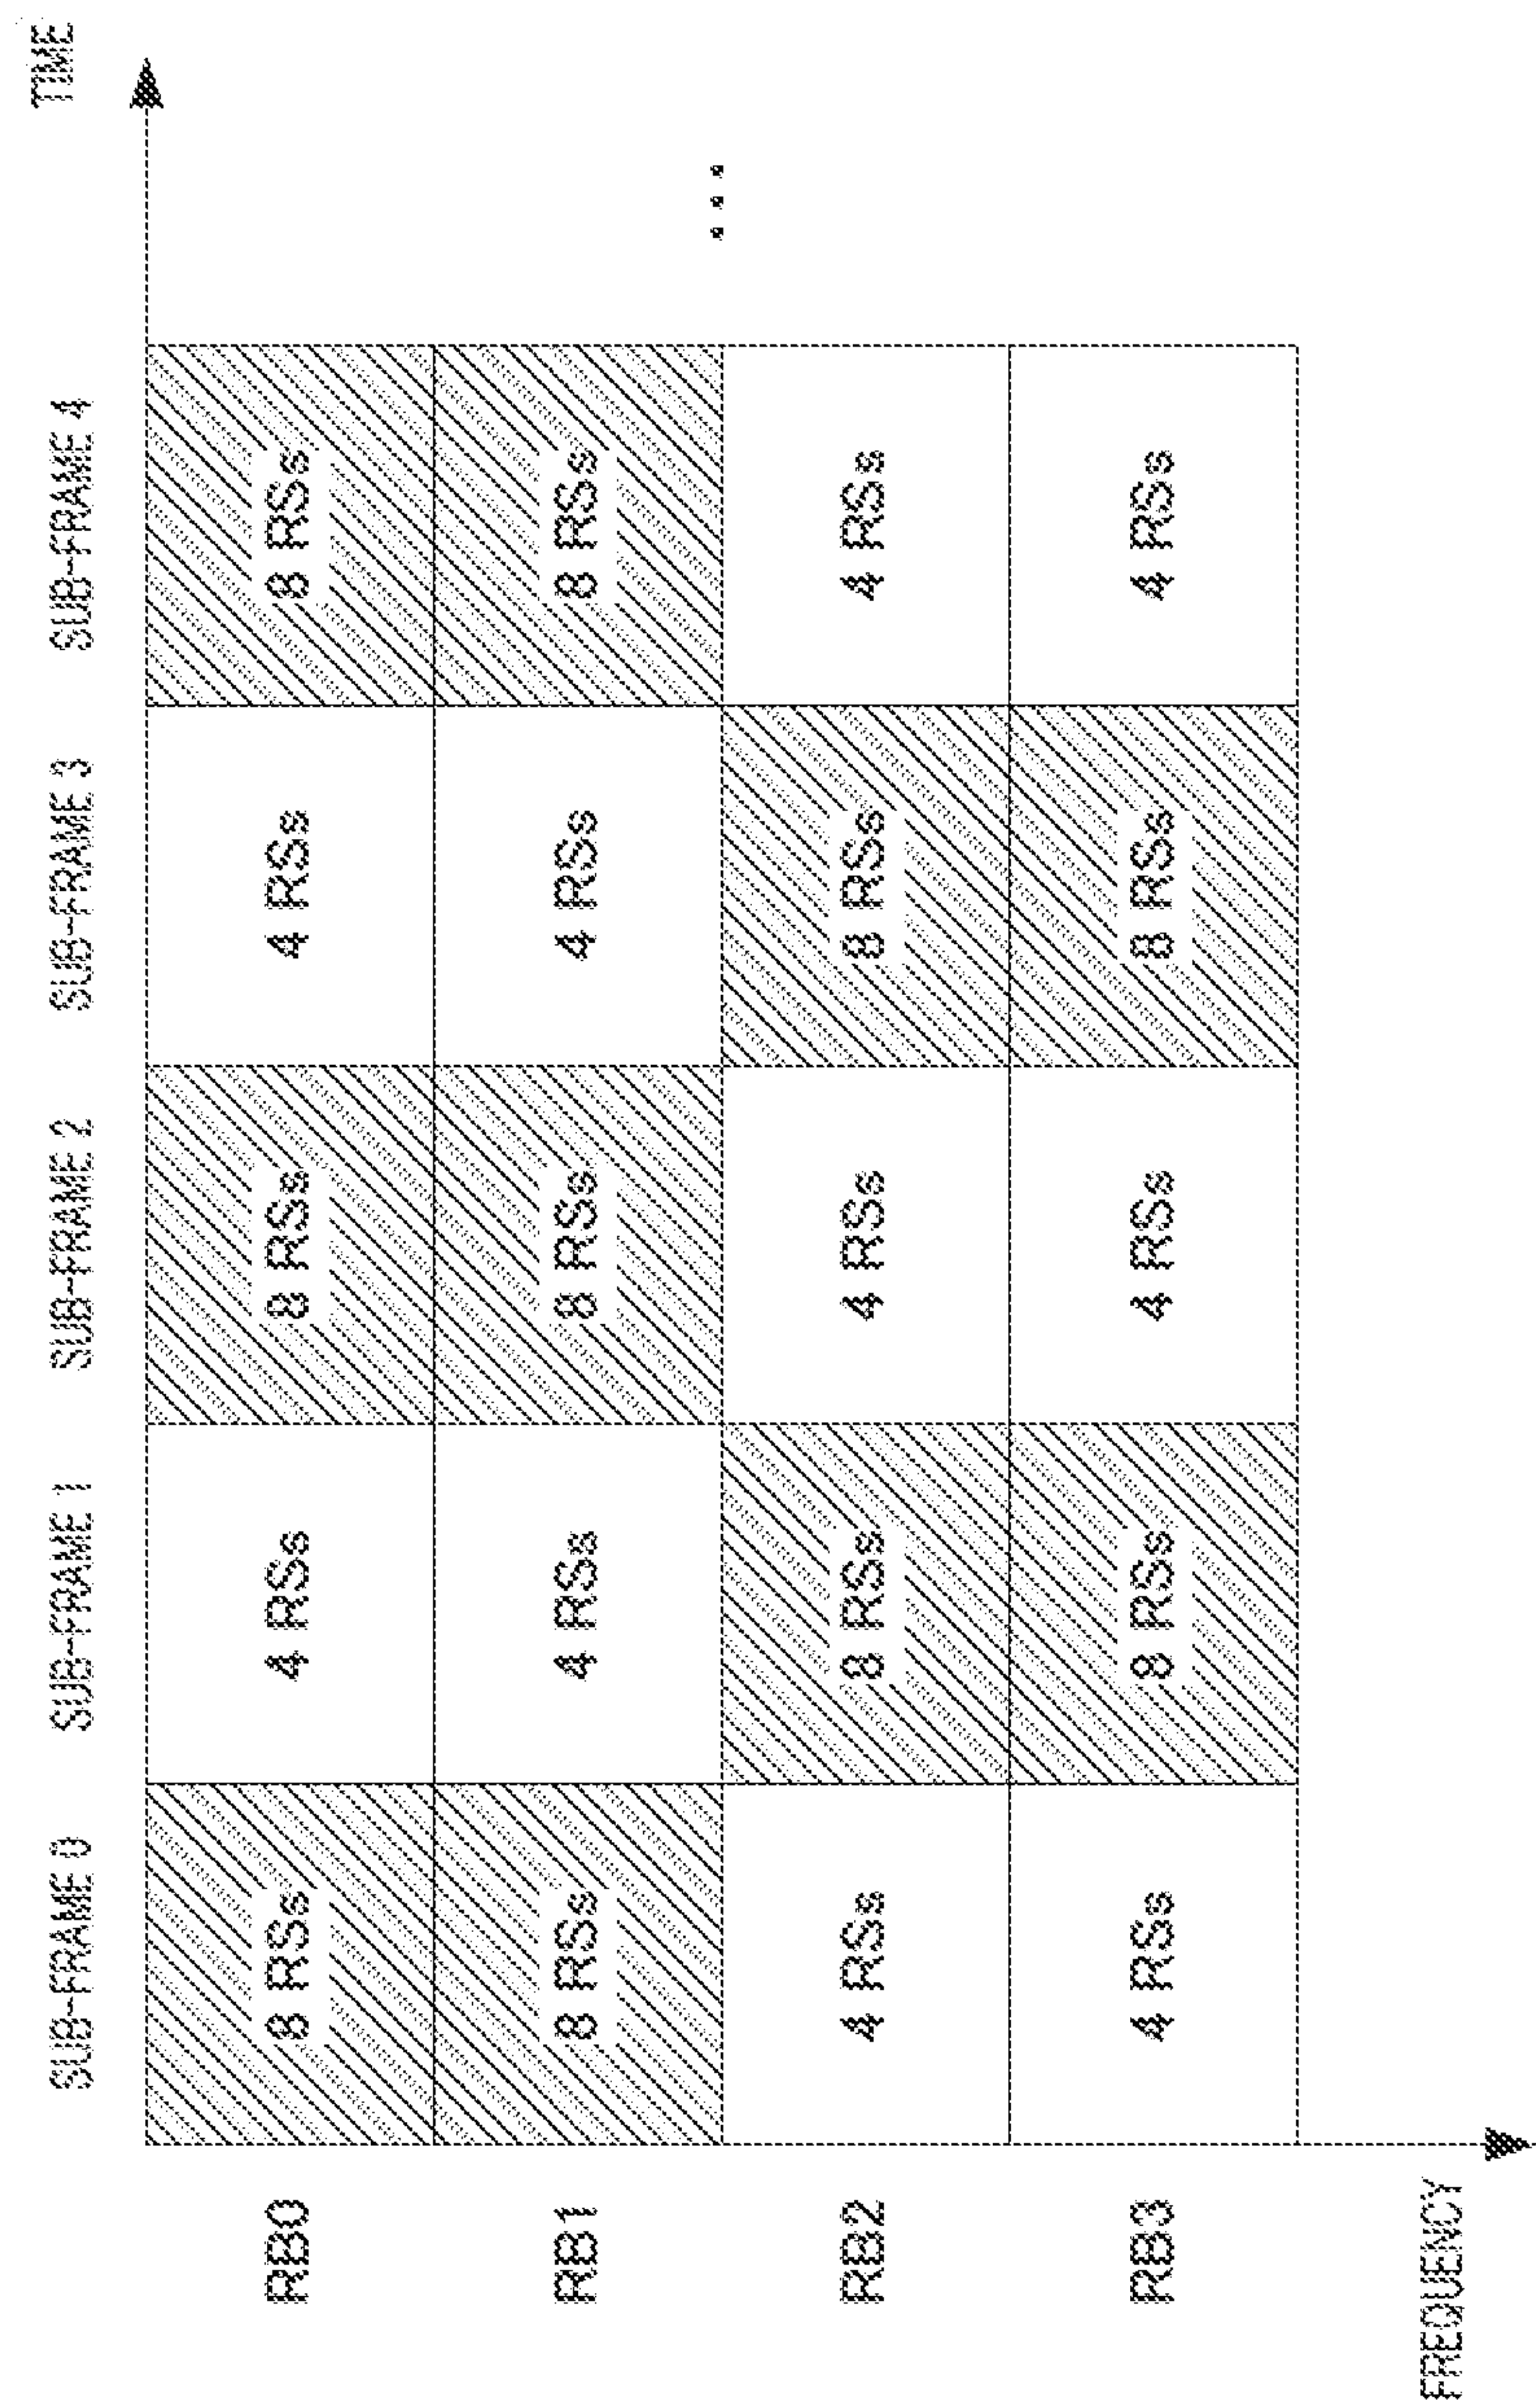 TIME
SUB-FRAME 0 SUB-FRAME 1 SUB-FRAME 2 SUB-FRAME 3 SUB-FRAME 4
RB0 8 RSs 4 RSs 8 RSs 4 RSs 8 RSs
RB1 8 RSs 4 RSs 8 RSs 4 RSs 8 RSs
...
RB2 4 RSs 8 RSs 4 RSs 8 RSs 4 RSs
RB3 4 RSs 8 RSs 4 RSs 8 RSs 4 RSs
FREQUENCY